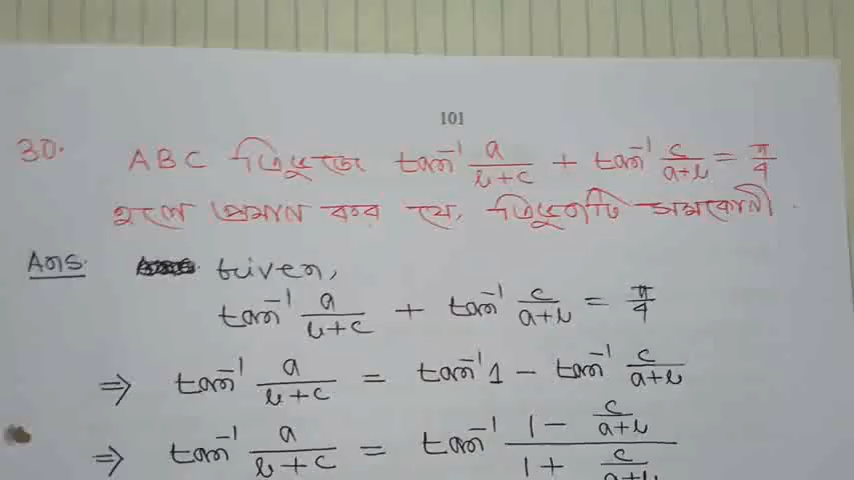 101
30. ABC ত্রিভুজে tan⁻¹ a/(b+c) + tan⁻¹ c/(a+b) = π/4
হলে প্রমাণ কর যে, ত্রিভুজটি সমকোণী.
Ans. Given,
tan⁻¹ a/(b+c) + tan⁻¹ c/(a+b) = π/4
⇒ tan⁻¹ a/(b+c) = tan⁻¹ 1 - tan⁻¹ c/(a+b)
⇒ tan⁻¹ a/(b+c) = tan⁻¹ (1 - c/(a+b))/(1 + c/(a+b))